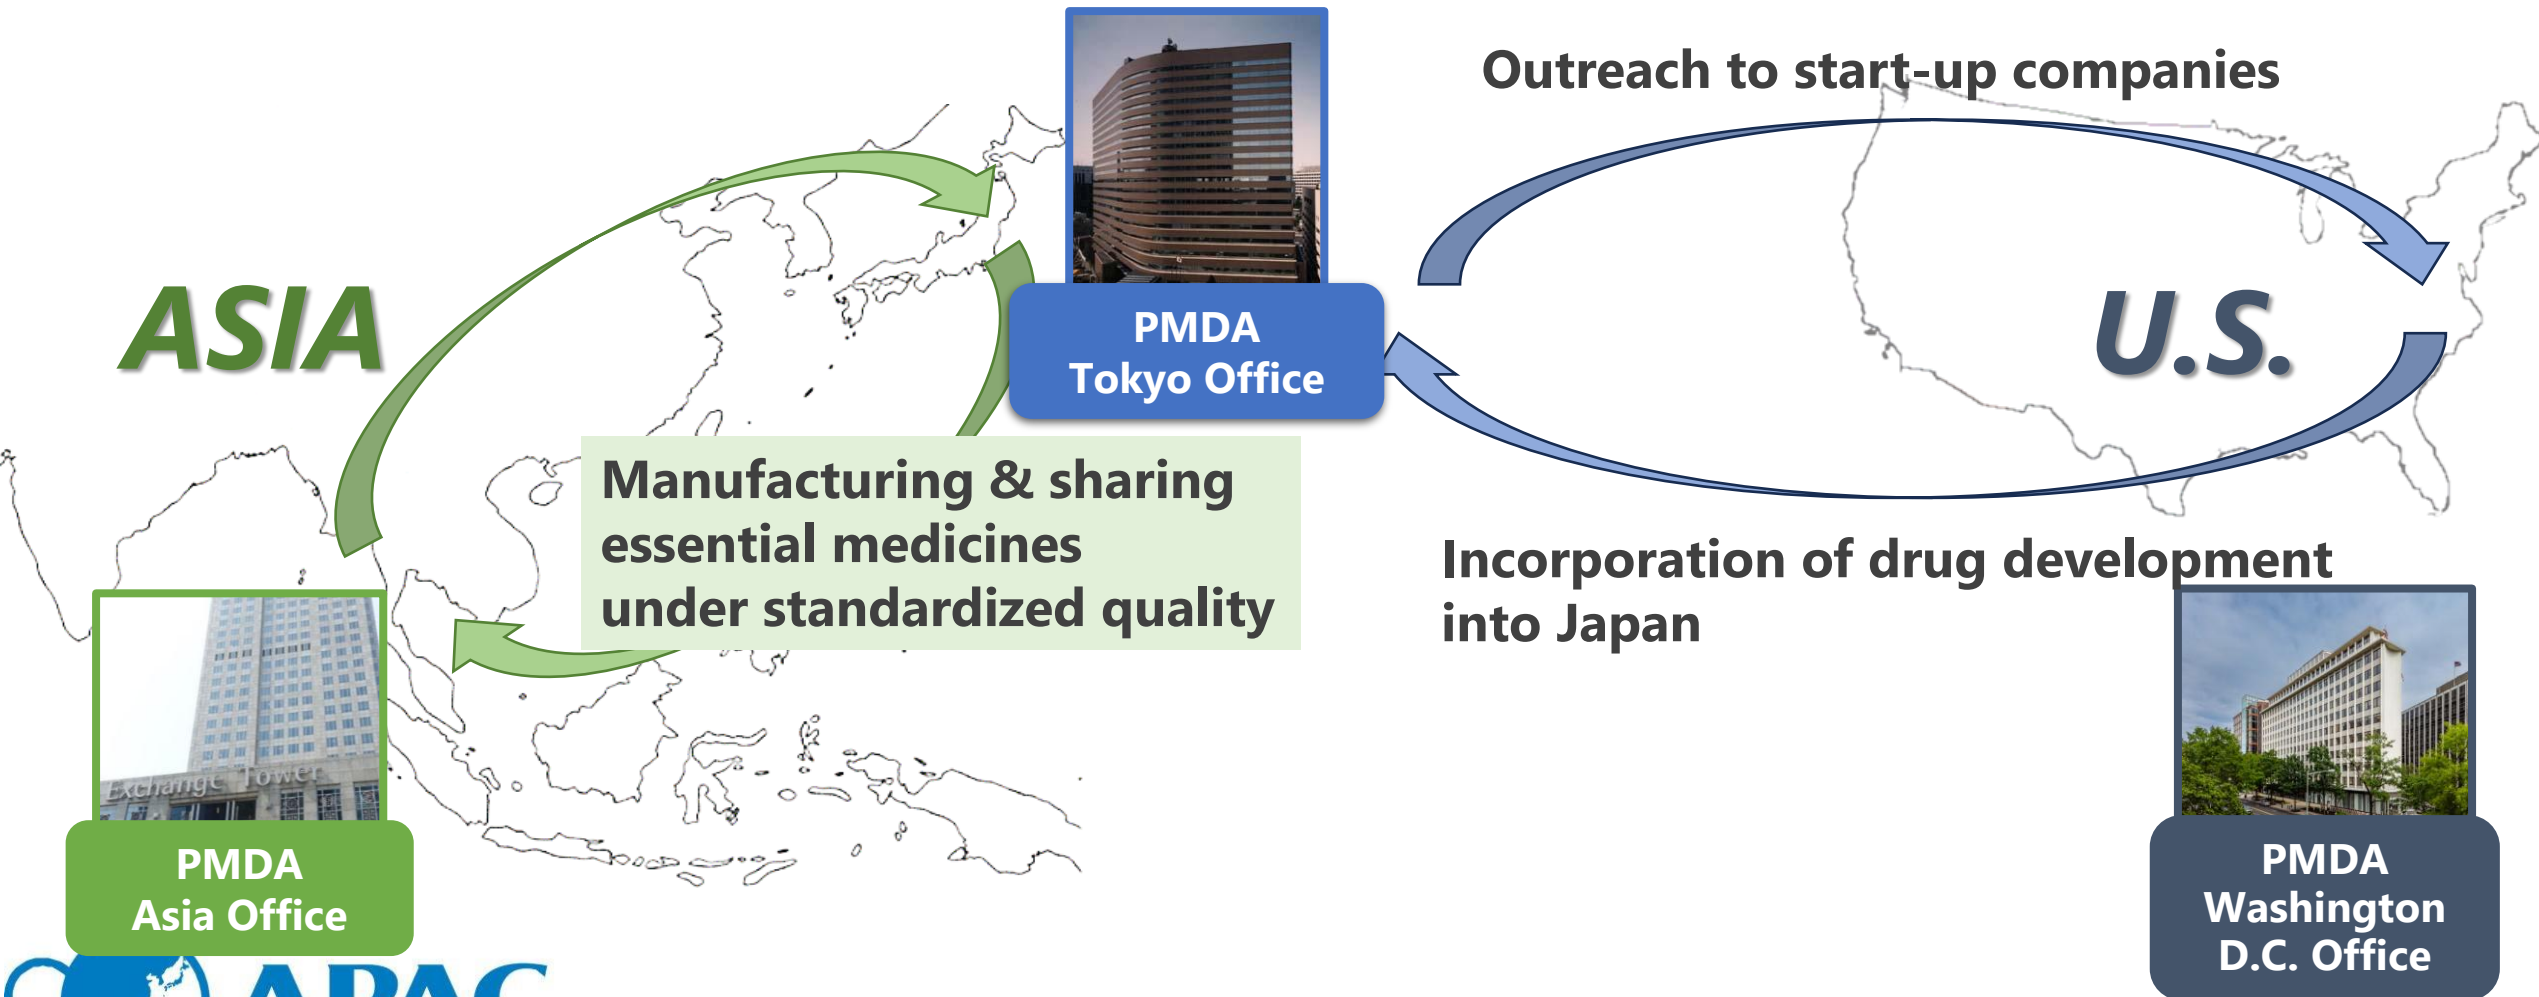 Outreach to start-up companies
ASIA
U.S.
PMDA
Tokyo Office
Manufacturing & sharing
essential medicines
under standardized quality
Incorporation of drug development
into Japan
Exchange Tower
PMDA
Asia Office
PMDA
Washington
D.C. Office
APAC